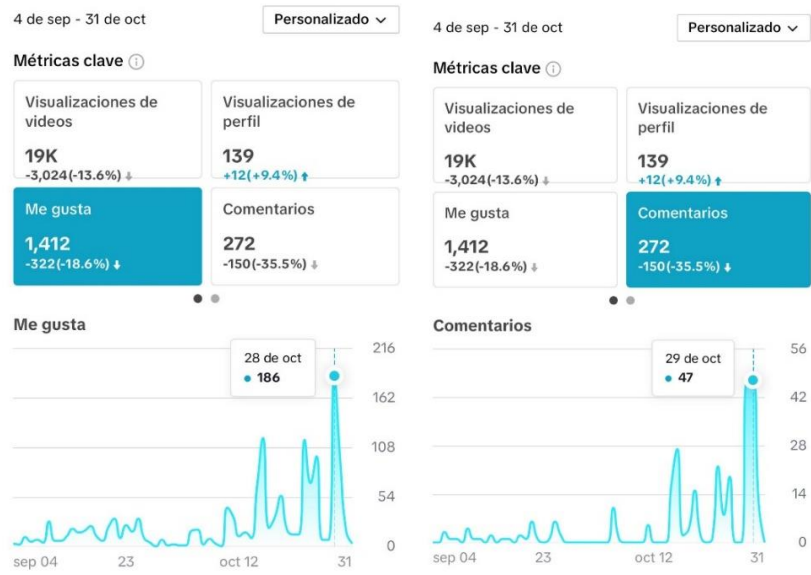 4 de sep - 31 de oct
Personalizado
Métricas clave
Visualizaciones de videos
19K
-3,024(-13.6%)
Visualizaciones de perfil
139
+12(+9.4%)
Me gusta
1,412
-322(-18.6%)
Comentarios
272
-150(-35.5%)
Me gusta
28 de oct
186
216
162
108
54
0
sep 04
23
oct 12
31
4 de sep - 31 de oct
Personalizado
Métricas clave
Visualizaciones de videos
19K
-3,024(-13.6%)
Visualizaciones de perfil
139
+12(+9.4%)
Me gusta
1,412
-322(-18.6%)
Comentarios
272
-150(-35.5%)
Comentarios
29 de oct
47
56
42
28
14
0
sep 04
23
oct 12
31